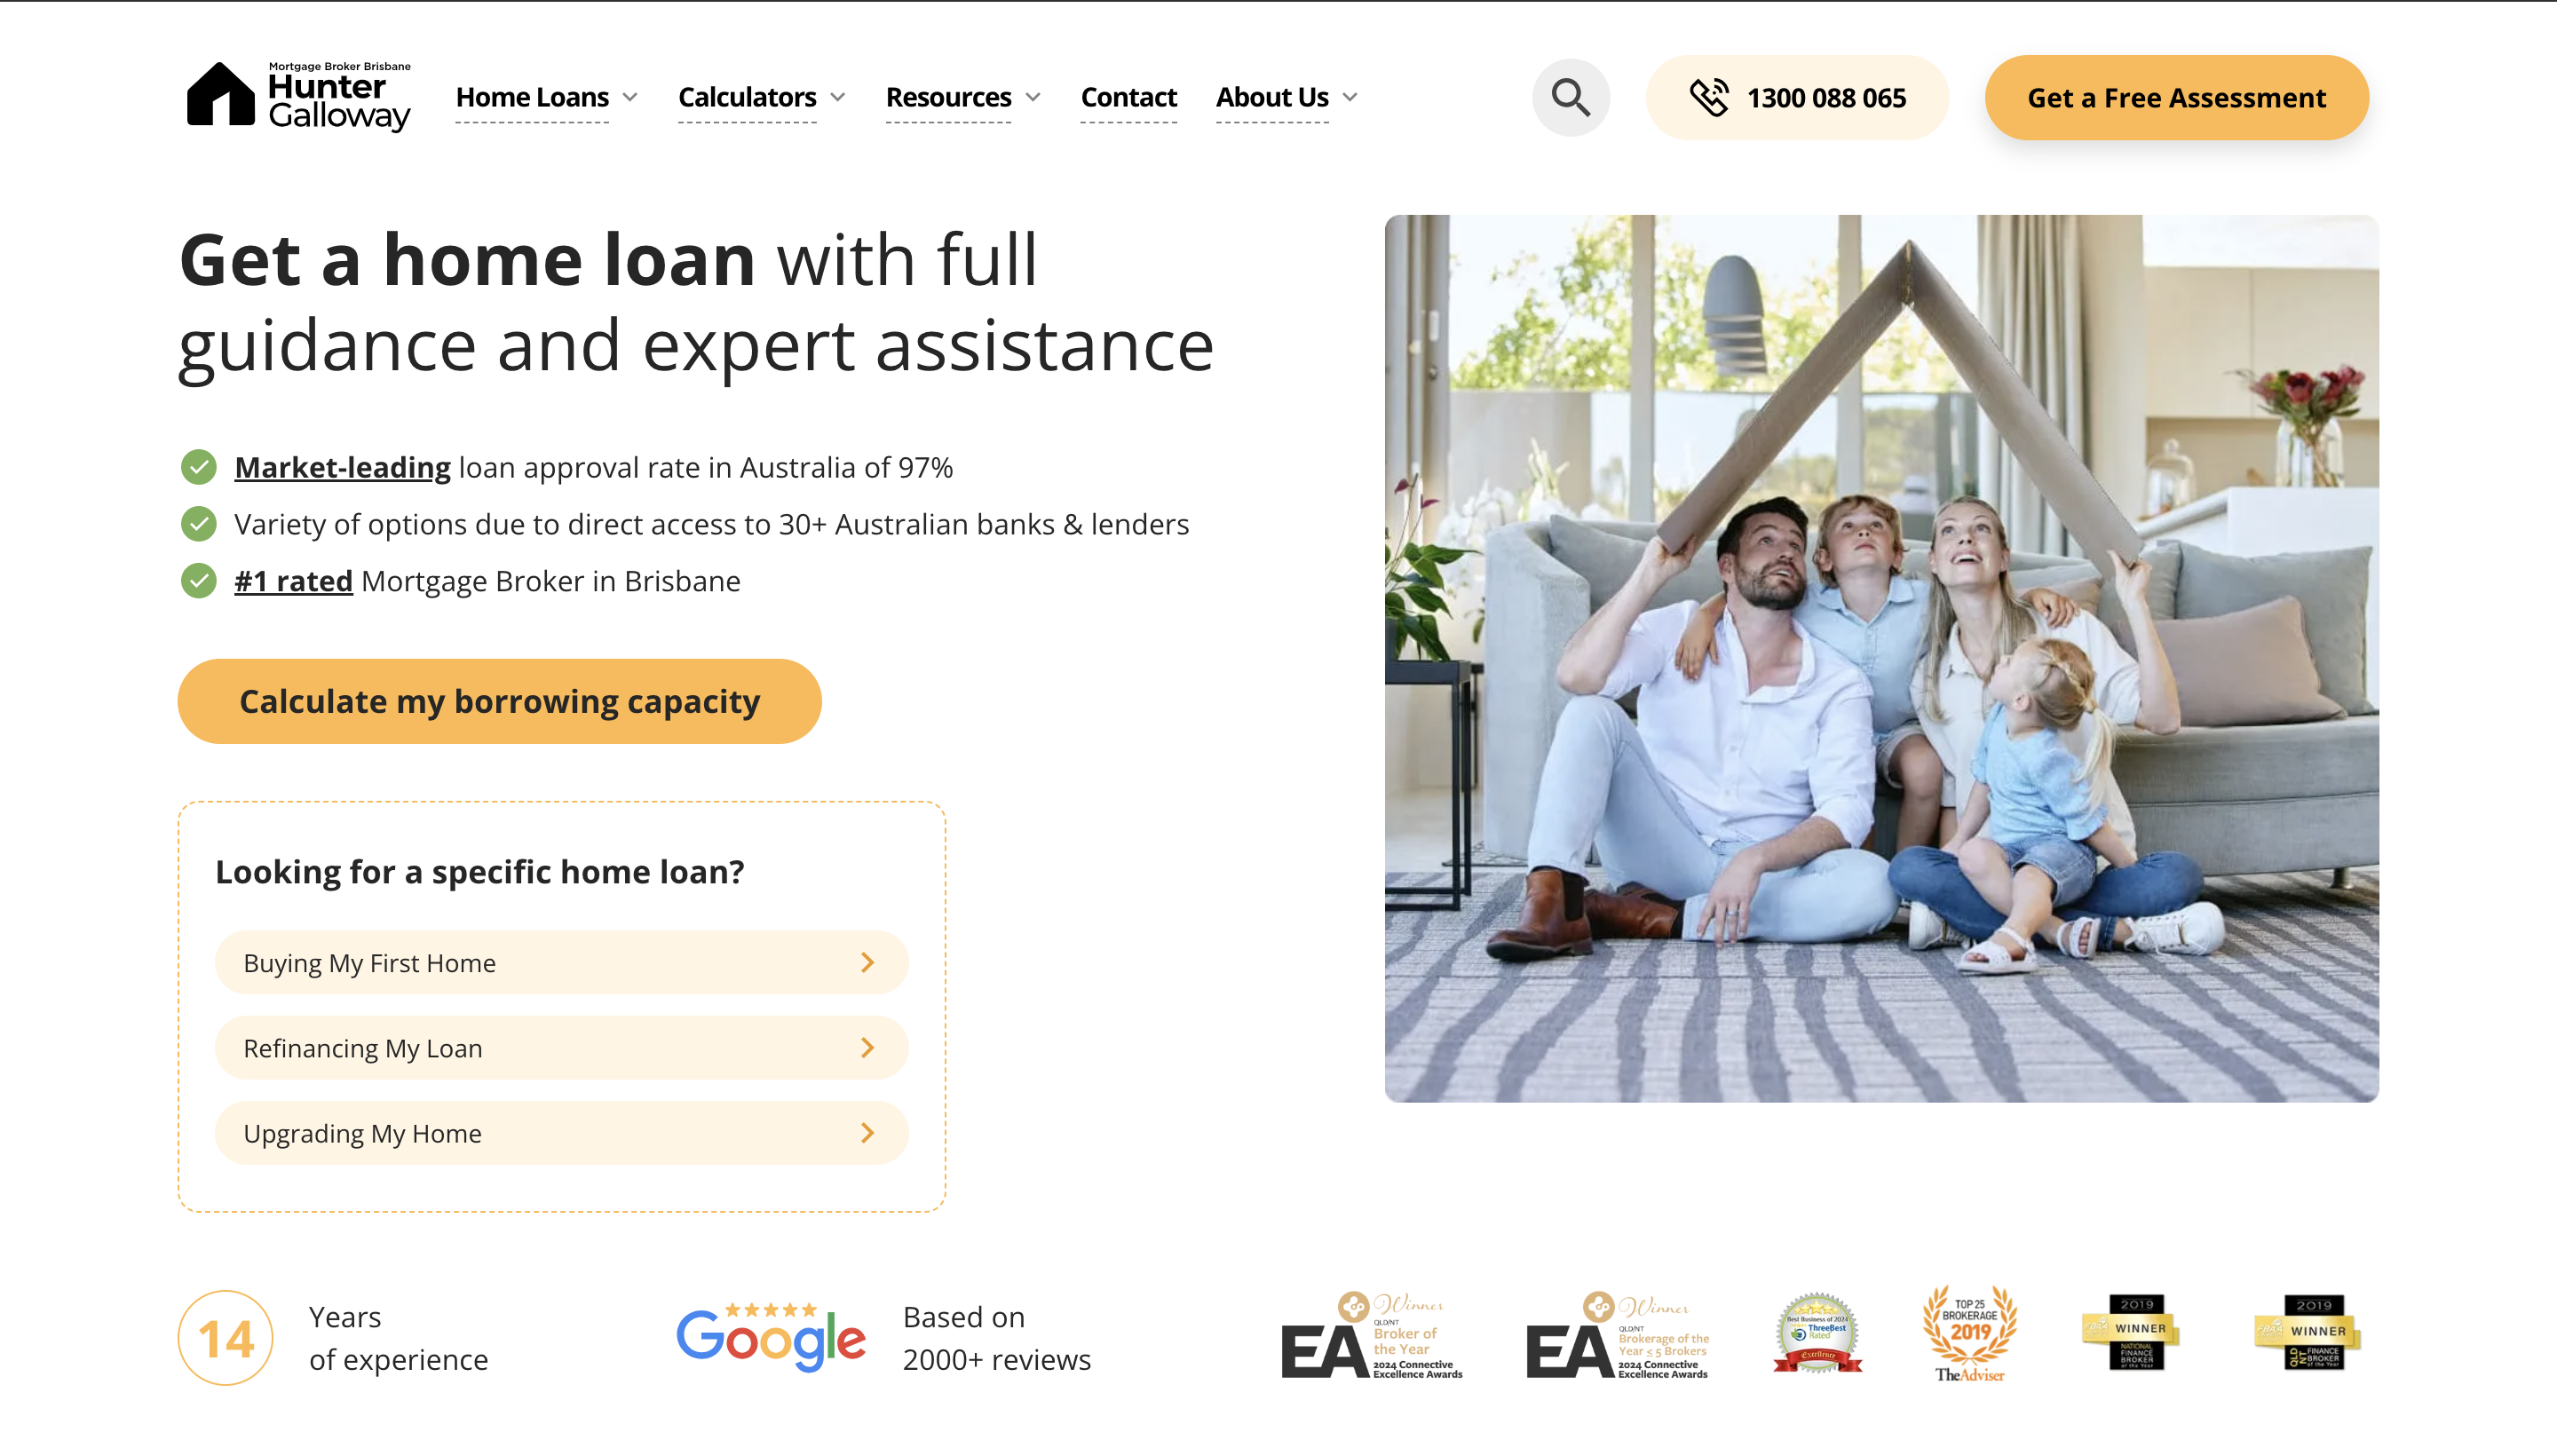 Mortgage Broker Brisbane
Hunter
Galloway
Home Loans
Calculators
Resources
Contact
About Us
1300 088 065
Get a Free Assessment
Get a home loan with full
guidance and expert assistance
Market-leading loan approval rate in Australia of 97%
Variety of options due to direct access to 30+ Australian banks & lenders
#1 rated Mortgage Broker in Brisbane
Calculate my borrowing capacity
Looking for a specific home loan?
Buying My First Home
Refinancing My Loan
Upgrading My Home
14
Years
of experience
Google
Based on
2000+ reviews
Winner
EA
QLD/NT
Broker of
the Year
2024 Connective
Excellence Awards
Winner
EA
QLD/NT
Brokerage of the
Year ≤ 5 Brokers
2024 Connective
Excellence Awards
Best Business of 2024
ThreeBest
Rated
Excellence
TOP 25
BROKERAGE
2019
TheAdviser
2019
WINNER
NATIONAL
FINANCE
BROKER
of the Year
2019
WINNER
QLD
NT
FINANCE
BROKER
of the Year